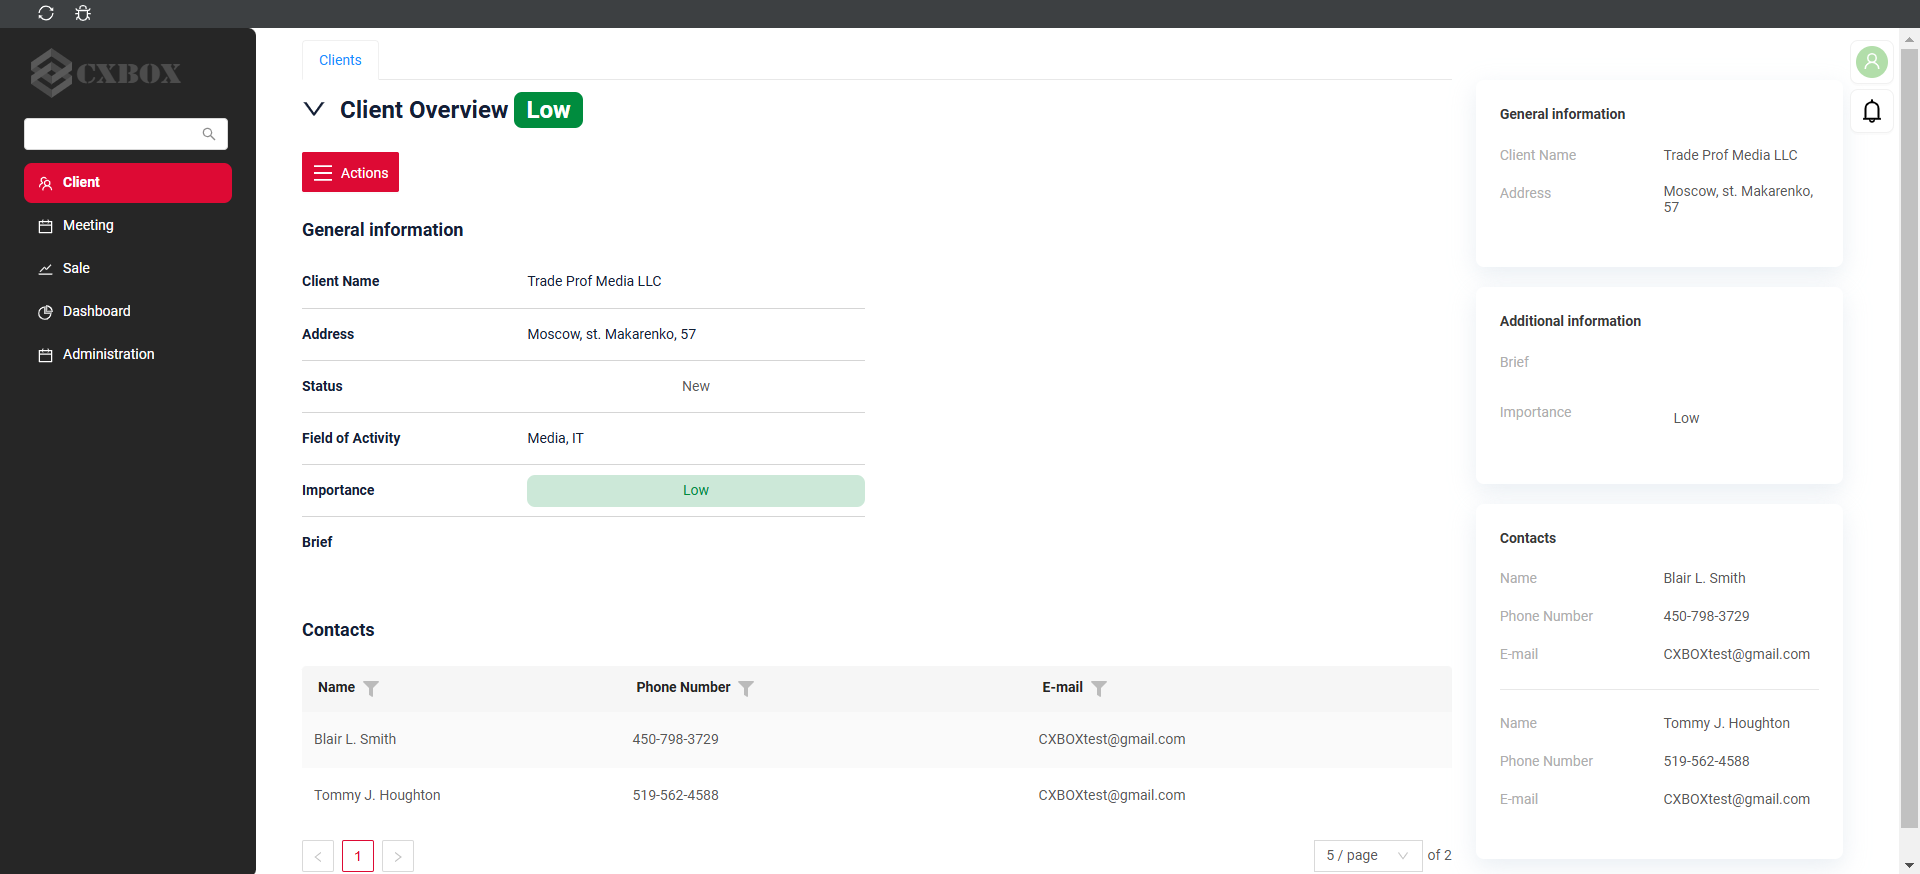 CXBOX
Client
Meeting
Sale
Dashboard
Administration
Clients
Client Overview Low
Actions
General information
Client Name Trade Prof Media LLC
Address Moscow, st. Makarenko, 57
Status New
Field of Activity Media, IT
Importance Low
Brief
Contacts
Name Phone Number E-mail
Blair L. Smith 450-798-3729 CXBOXtest@gmail.com
Tommy J. Houghton 519-562-4588 CXBOXtest@gmail.com
< 1 > 5 / page of 2
General information
Client Name Trade Prof Media LLC
Address Moscow, st. Makarenko,
57
Additional information
Brief
Importance Low
Contacts
Name Blair L. Smith
Phone Number 450-798-3729
E-mail CXBOXtest@gmail.com
Name Tommy J. Houghton
Phone Number 519-562-4588
E-mail CXBOXtest@gmail.com